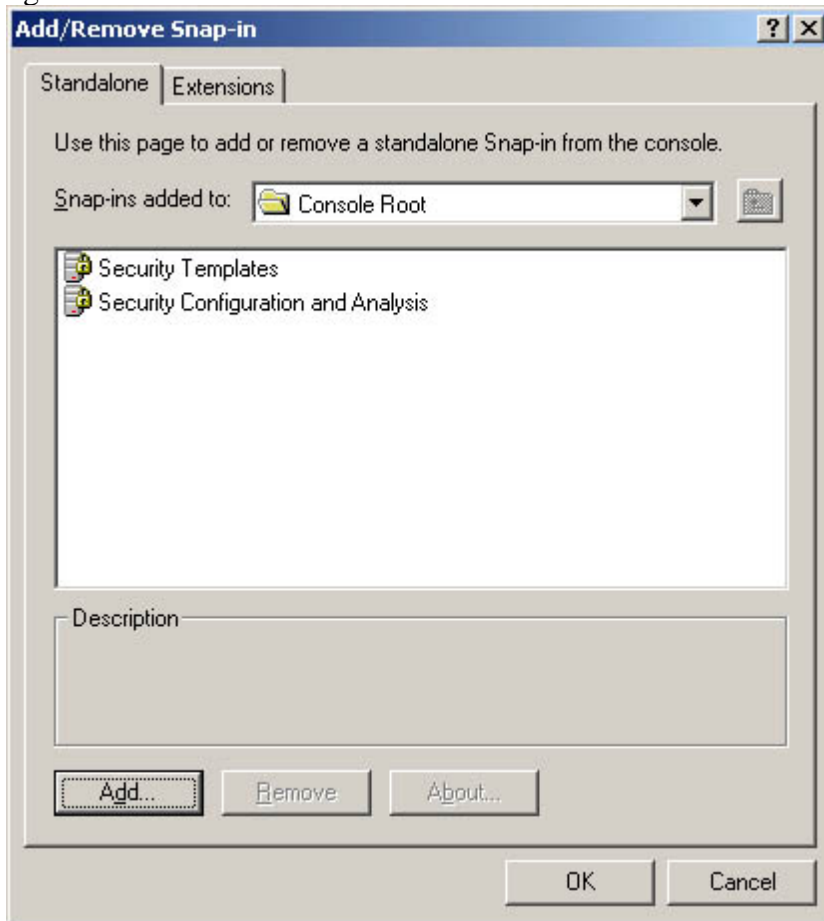 Add/Remove Snap-in
Standalone
Extensions
Use this page to add or remove a standalone Snap-in from the console.
Snap-ins added to:
Console Root
Security Templates
Security Configuration and Analysis
Description
Add...
Remove
About...
OK
Cancel